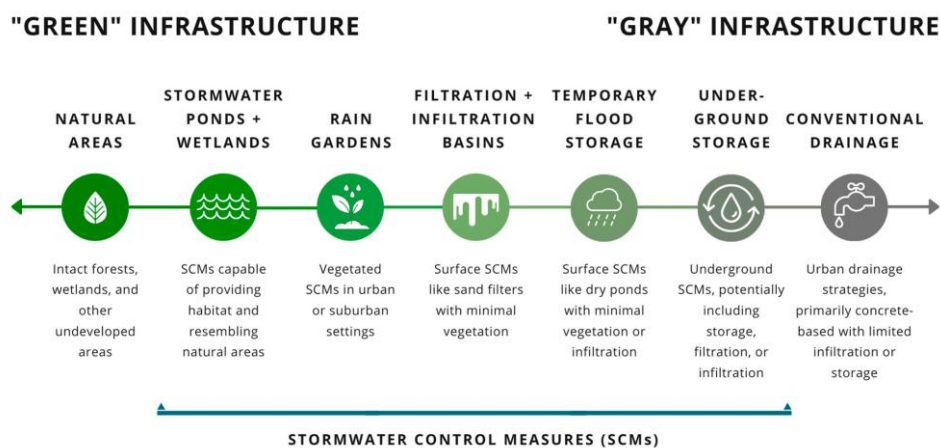 "GREEN" INFRASTRUCTURE
"GRAY" INFRASTRUCTURE
NATURAL
AREAS
STORMWATER
PONDS +
WETLANDS
RAIN
GARDENS
FILTRATION +
INFILTRATION
BASINS
TEMPORARY
FLOOD
STORAGE
UNDER-
GROUND
STORAGE
CONVENTIONAL
DRAINAGE
Intact forests,
wetlands, and
other
undeveloped
areas
SCMs capable
of providing
habitat and
resembling
natural areas
Vegetated
SCMs in urban
or suburban
settings
Surface SCMs
like sand filters
with minimal
vegetation
Surface SCMs
like dry ponds
with minimal
vegetation or
infiltration
Underground
SCMs, potentially
including
storage,
filtration, or
infiltration
Urban drainage
strategies,
primarily concrete-
based with limited
infiltration or
storage
STORMWATER CONTROL MEASURES (SCMs)